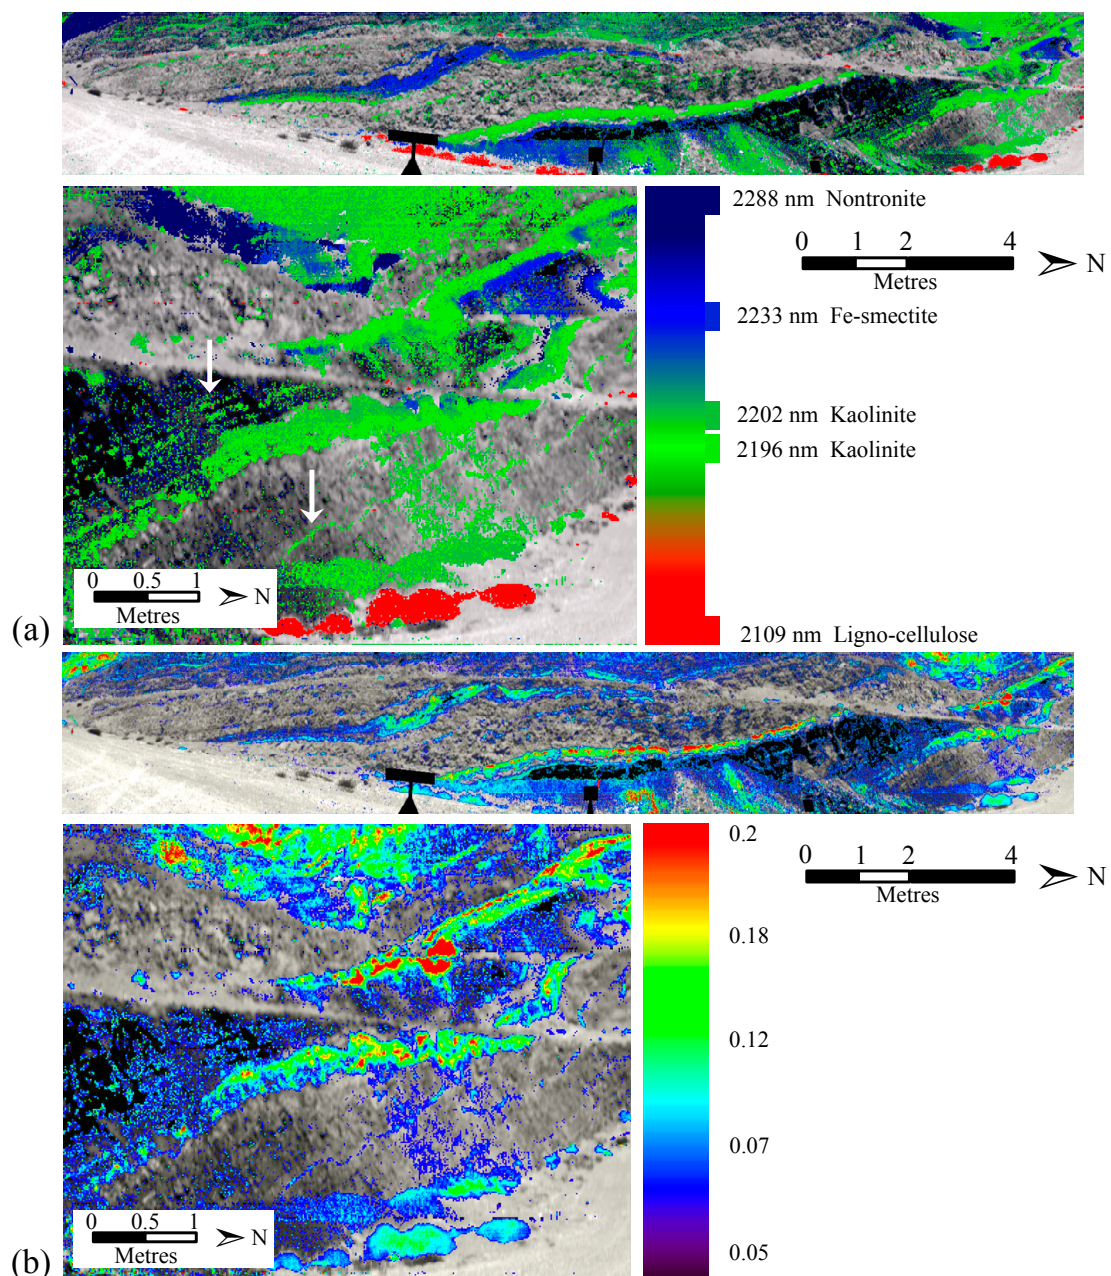 2288 nm Nontronite
0 1 2 4
Metres
N
2233 nm Fe-smectite
2202 nm Kaolinite
2196 nm Kaolinite
0 0.5 1
Metres
N
(a)
2109 nm Ligno-cellulose
0.2
0 1 2 4
Metres
N
0.18
0.12
0.07
0 0.5 1
Metres
N
(b)
0.05